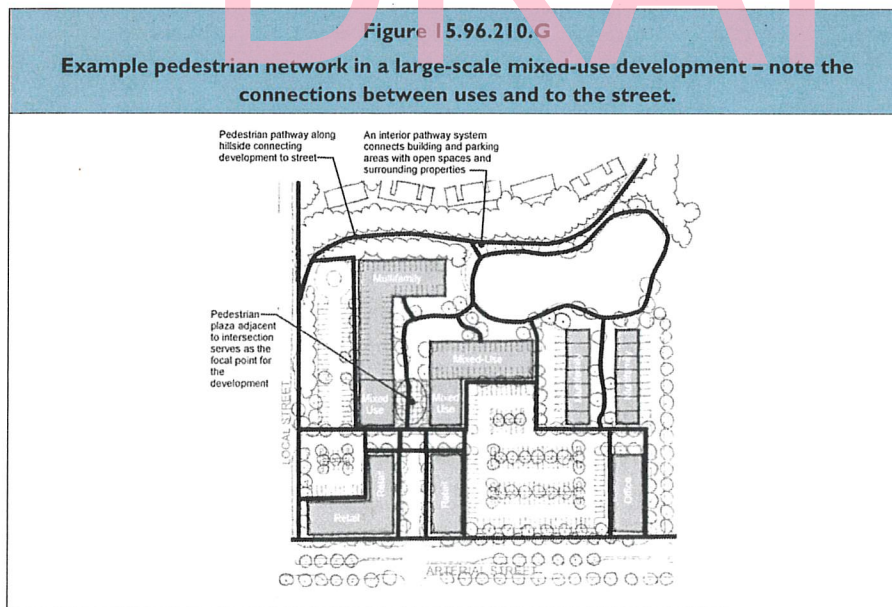 Figure 15.96.210.G
Example pedestrian network in a large-scale mixed-use development – note the
connections between uses and to the street.
Pedestrian pathway along
hillside connecting
development to street
An interior pathway system
connects building and parking
areas with open spaces and
surrounding properties
Multifamily
Pedestrian
plaza adjacent
to intersection
serves as the
focal point for
the
development
Mixed-Use
Mixed
Use
Mixed
Use
LOCAL STREET
Retail
Retail
Retail
Office
ARTERIAL STREET